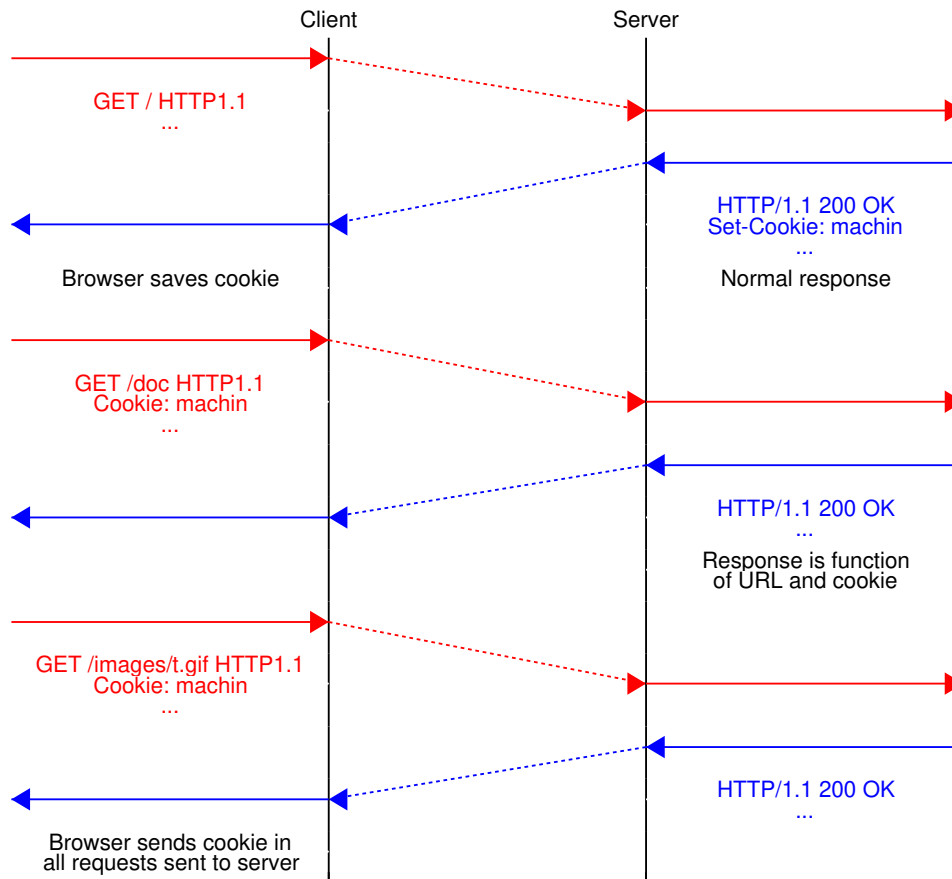 Client
Server
GET / HTTP1.1
...
HTTP/1.1 200 OK
Set-Cookie: machin
...
Browser saves cookie
Normal response
GET /doc HTTP1.1
Cookie: machin
...
HTTP/1.1 200 OK
...
Response is function
of URL and cookie
GET /images/t.gif HTTP1.1
Cookie: machin
...
HTTP/1.1 200 OK
...
Browser sends cookie in
all requests sent to server